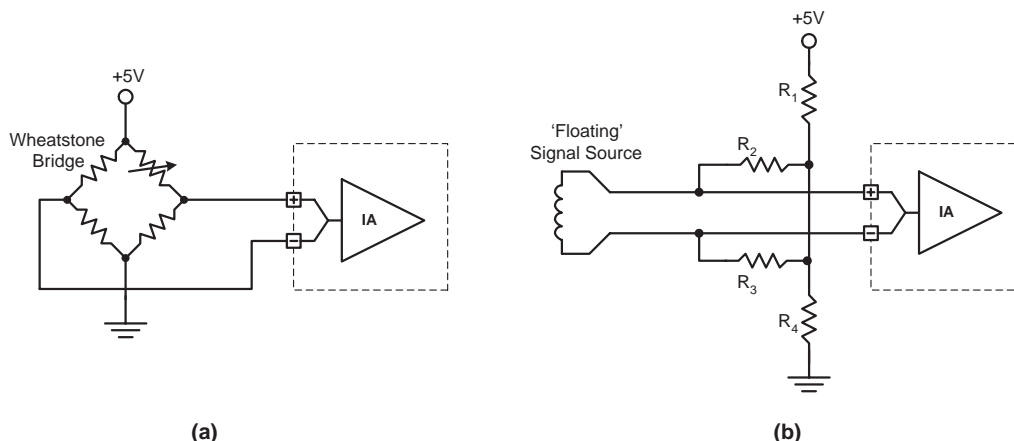 +5V
Wheatstone
Bridge
+
−
IA
(a)
+5V
R1
'Floating'
Signal Source
R2
+
−
IA
R3
R4
(b)